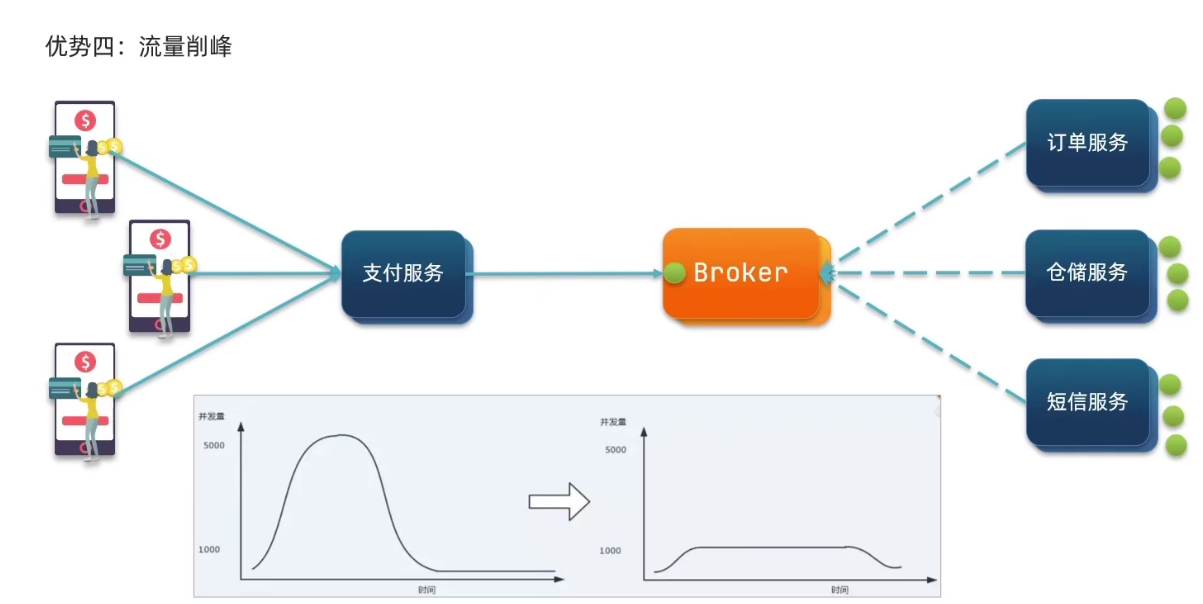 优势四：流量削峰
$
$
$
支付服务
Broker
订单服务
仓储服务
短信服务
并发量
5000
1000
时间
并发量
5000
1000
时间